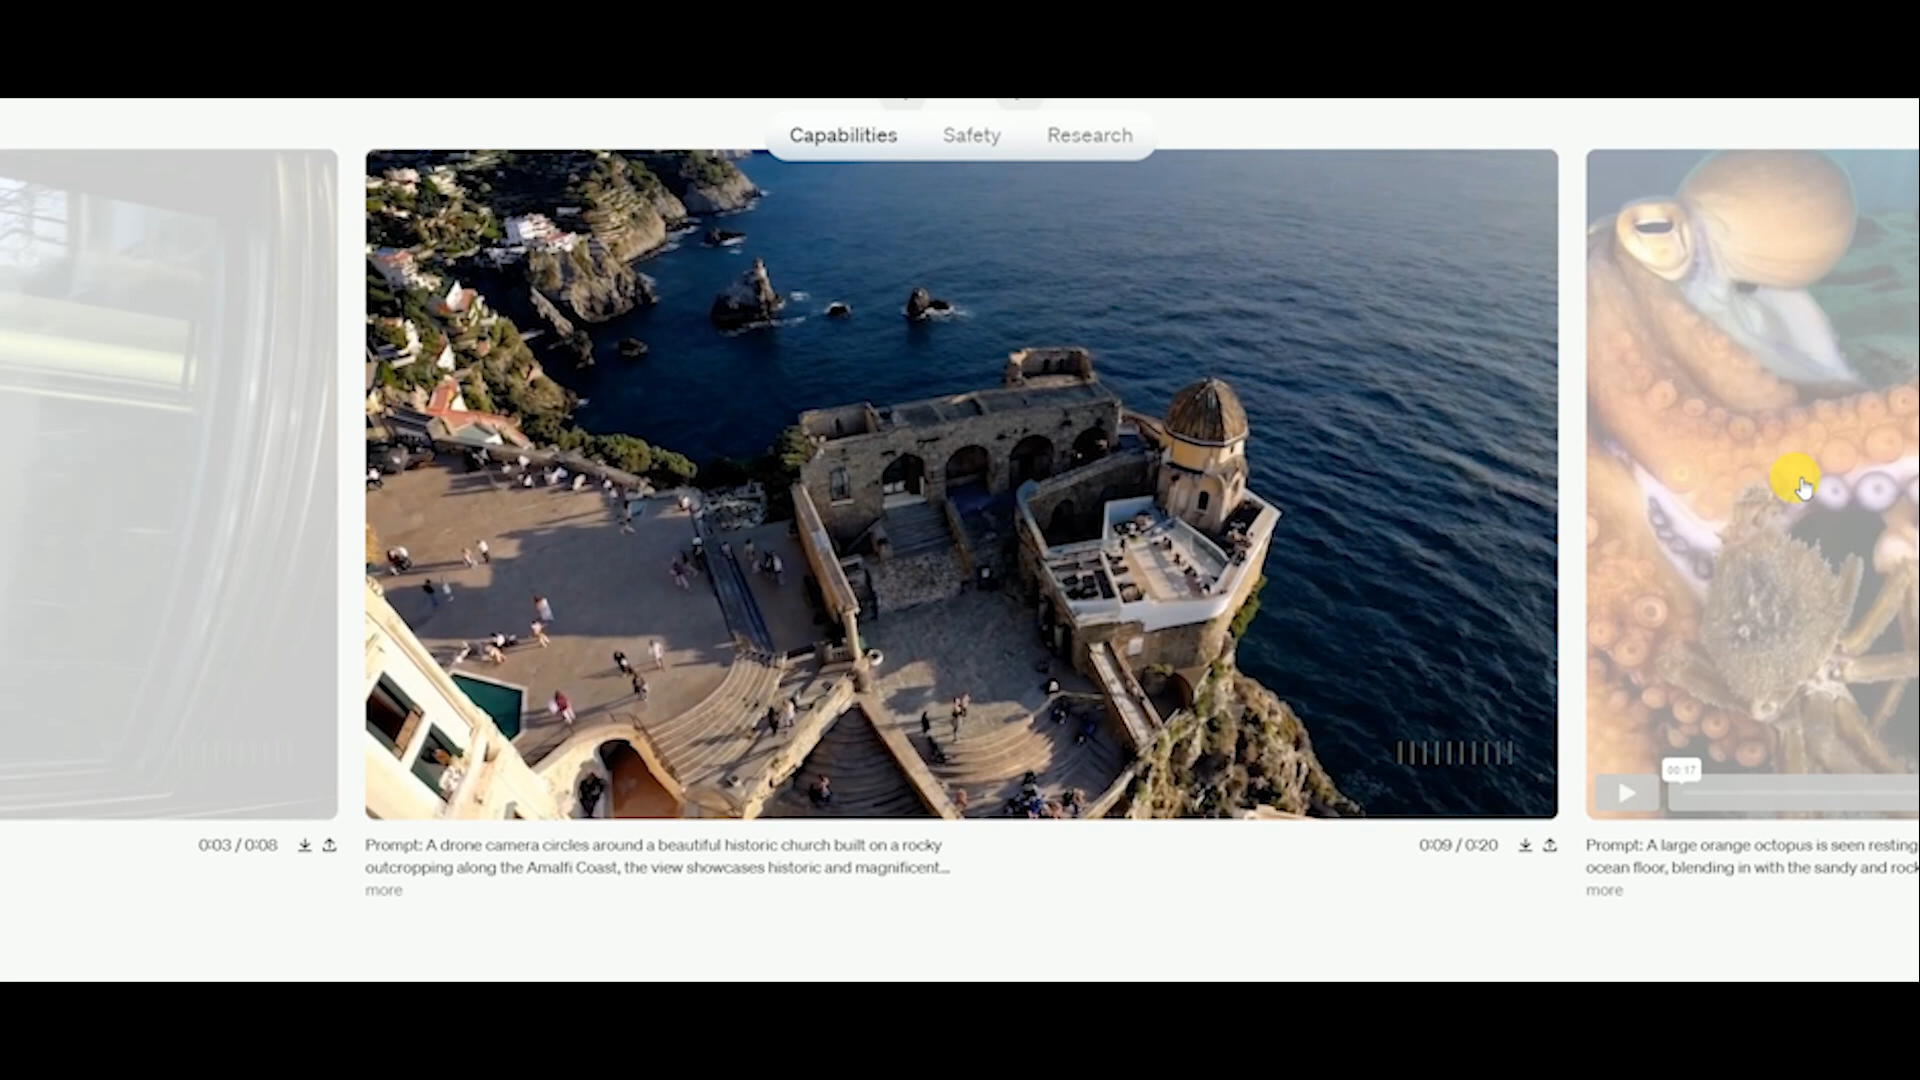 Capabilities Safety Research
0:03 / 0:08
Prompt: A drone camera circles around a beautiful historic church built on a rocky
outcropping along the Amalfi Coast, the view showcases historic and magnificent...
more
0:09 / 0:20
00:17
Prompt: A large orange octopus is seen resting
ocean floor, blending in with the sandy and rock
more